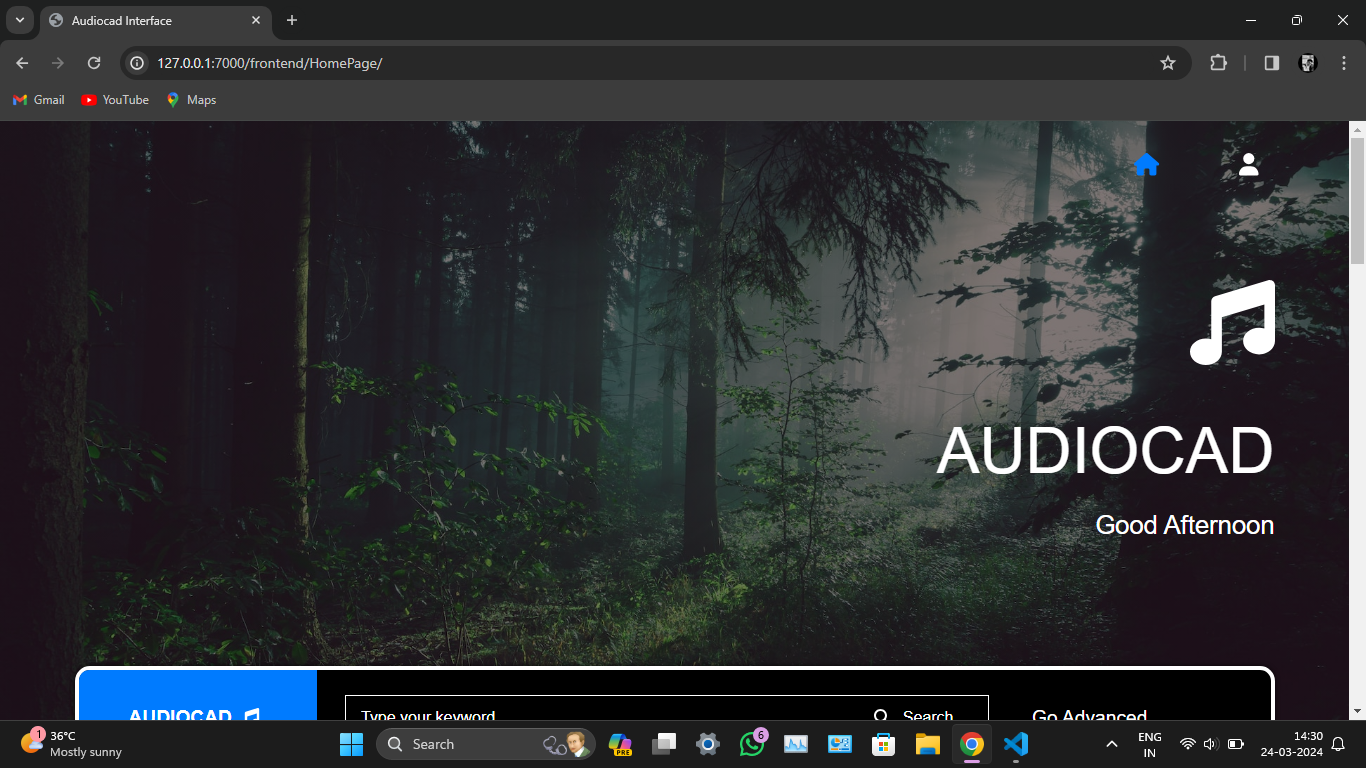 Audiocad Interface
127.0.0.1:7000/frontend/HomePage/
Gmail YouTube Maps
AUDIOCAD
Good Afternoon
AUDIOCAD Type your keyword Search Go Advanced
1 36°C
Mostly sunny
Search
PRE
6
ENG
IN
14:30
24-03-2024